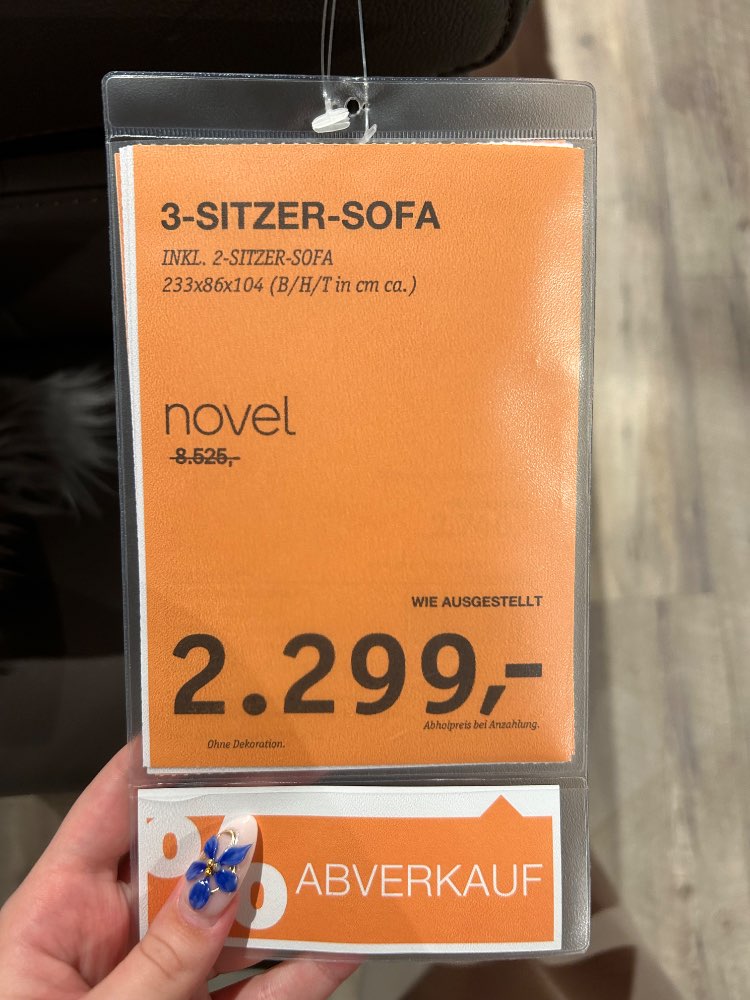 3-SITZER-SOFA
INKL. 2-SITZER-SOFA
233x86x104 (B/H/T in cm ca.)
novel
8.525,-
WIE AUSGESTELLT
2.299,-
Abholpreis bei Anzahlung.
Ohne Dekoration.
% ABVERKAUF